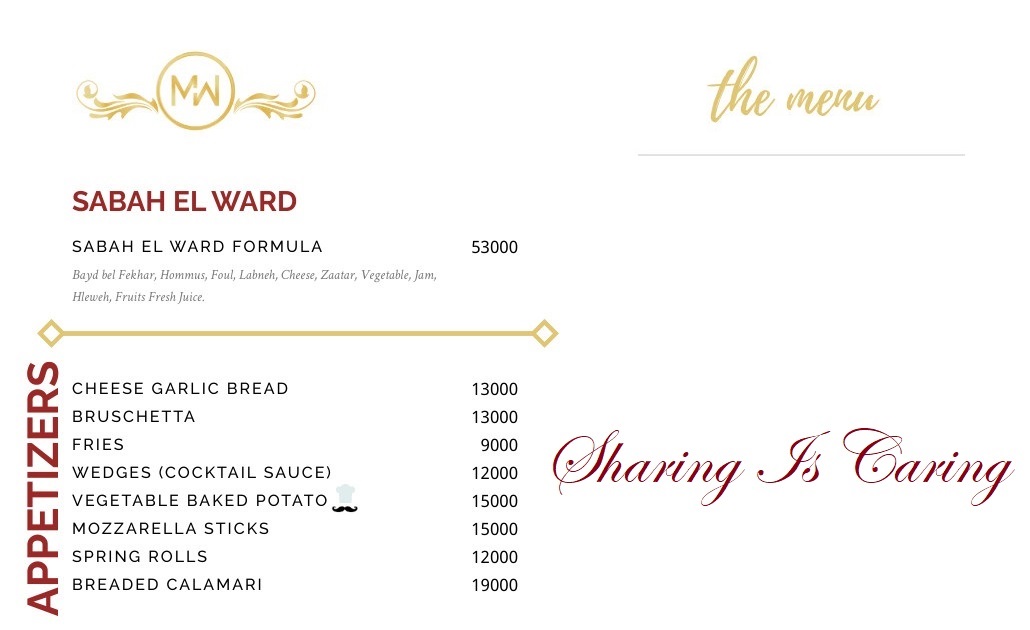 MW
the menu
SABAH EL WARD
SABAH EL WARD FORMULA 53000
Bayd bel Fekhar, Hommus, Foul, Labneh, Cheese, Zaatar, Vegetable, Jam,
Hleweh, Fruits Fresh Juice.
APPETIZERS
CHEESE GARLIC BREAD 13000
BRUSCHETTA 13000
FRIES 9000
WEDGES (COCKTAIL SAUCE) 12000
VEGETABLE BAKED POTATO 15000
MOZZARELLA STICKS 15000
SPRING ROLLS 12000
BREADED CALAMARI 19000
Sharing Is Caring